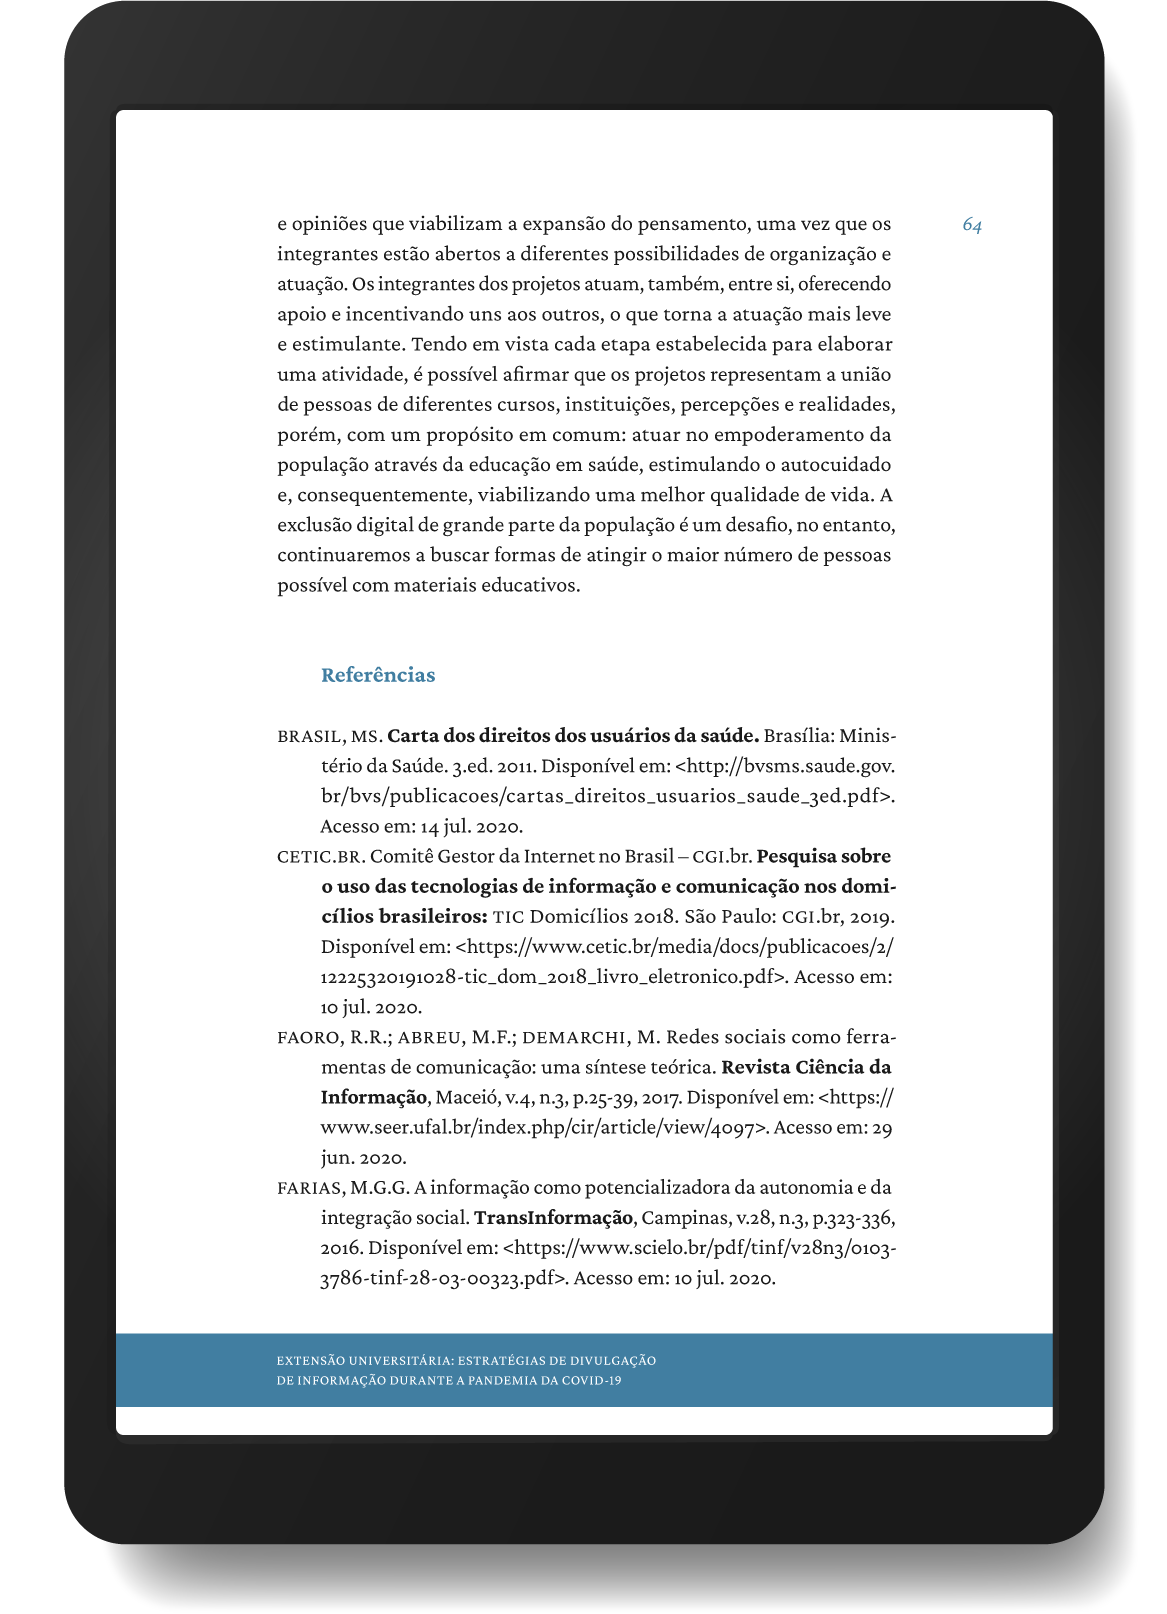 e opiniões que viabilizam a expansão do pensamento, uma vez que os
64
integrantes estão abertos a diferentes possibilidades de organização e
atuação. Os integrantes dos projetos atuam, também, entre si, oferecendo
apoio e incentivando uns aos outros, o que torna a atuação mais leve
e estimulante. Tendo em vista cada etapa estabelecida para elaborar
uma atividade, é possível afirmar que os projetos representam a união
de pessoas de diferentes cursos, instituições, percepções e realidades,
porém, com um propósito em comum: atuar no empoderamento da
população através da educação em saúde, estimulando o autocuidado
e, consequentemente, viabilizando uma melhor qualidade de vida. A
exclusão digital de grande parte da população é um desafio, no entanto,
continuaremos a buscar formas de atingir o maior número de pessoas
possível com materiais educativos.
Referências
BRASIL, MS. Carta dos direitos dos usuários da saúde. Brasília: Minis-
tério da Saúde. 3.ed. 2011. Disponível em: <http://bvsms.saude.gov.
br/bvs/publicacoes/cartas_direitos_usuarios_saude_3ed.pdf>.
Acesso em: 14 jul. 2020.
CETIC.BR. Comitê Gestor da Internet no Brasil – CGI.br. Pesquisa sobre
o uso das tecnologias de informação e comunicação nos domi-
cílios brasileiros: TIC Domicílios 2018. São Paulo: CGI.br, 2019.
Disponível em: <https://www.cetic.br/media/docs/publicacoes/2/
12225320191028-tic_dom_2018_livro_eletronico.pdf>. Acesso em:
10 jul. 2020.
FAORO, R.R.; ABREU, M.F.; DEMARCHI, M. Redes sociais como ferra-
mentas de comunicação: uma síntese teórica. Revista Ciência da
Informação, Maceió, v.4, n.3, p.25-39, 2017. Disponível em: <https://
www.seer.ufal.br/index.php/cir/article/view/4097>. Acesso em: 29
jun. 2020.
FARIAS, M.G.G. A informação como potencializadora da autonomia e da
integração social. TransInformação, Campinas, v.28, n.3, p.323-336,
2016. Disponível em: <https://www.scielo.br/pdf/tinf/v28n3/0103-
3786-tinf-28-03-00323.pdf>. Acesso em: 10 jul. 2020.
EXTENSÃO UNIVERSITÁRIA: ESTRATÉGIAS DE DIVULGAÇÃO
DE INFORMAÇÃO DURANTE A PANDEMIA DA COVID-19